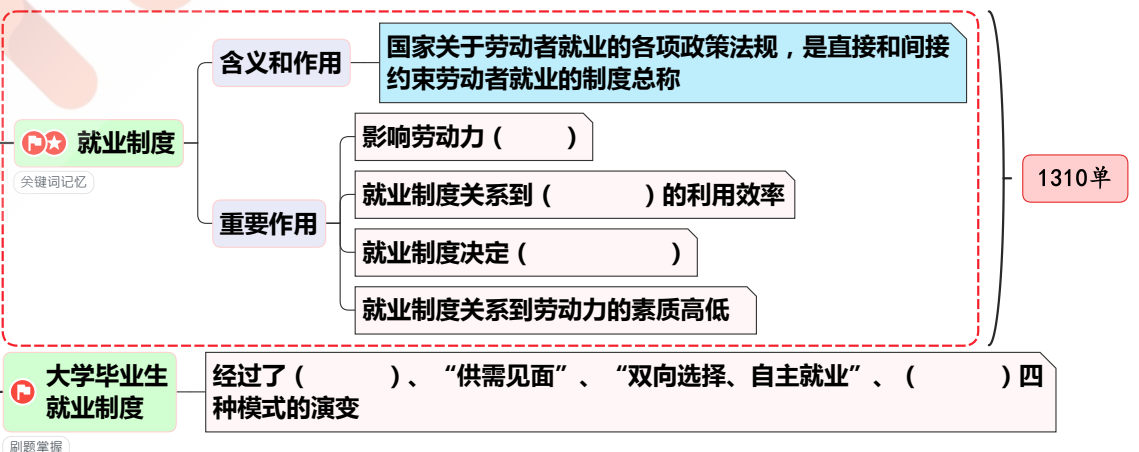 含义和作用
国家关于劳动者就业的各项政策法规，是直接和间接
约束劳动者就业的制度总称
就业制度
关键词记忆
重要作用
影响劳动力（　　）
就业制度关系到（　　　）的利用效率
就业制度决定（　　　　　）
就业制度关系到劳动力的素质高低
1310单
大学毕业生
就业制度
刷题掌握
经过了（　　　）、“供需见面”、“双向选择、自主就业”、（　　　）四
种模式的演变